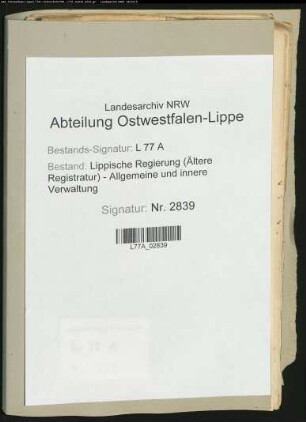 Landesarchiv NRW
Abteilung Ostwestfalen-Lippe
Bestands-Signatur: L 77 A
Bestand: Lippische Regierung (Ältere
Registratur) - Allgemeine und innere
Verwaltung
Signatur: Nr. 2839
L77A_02839